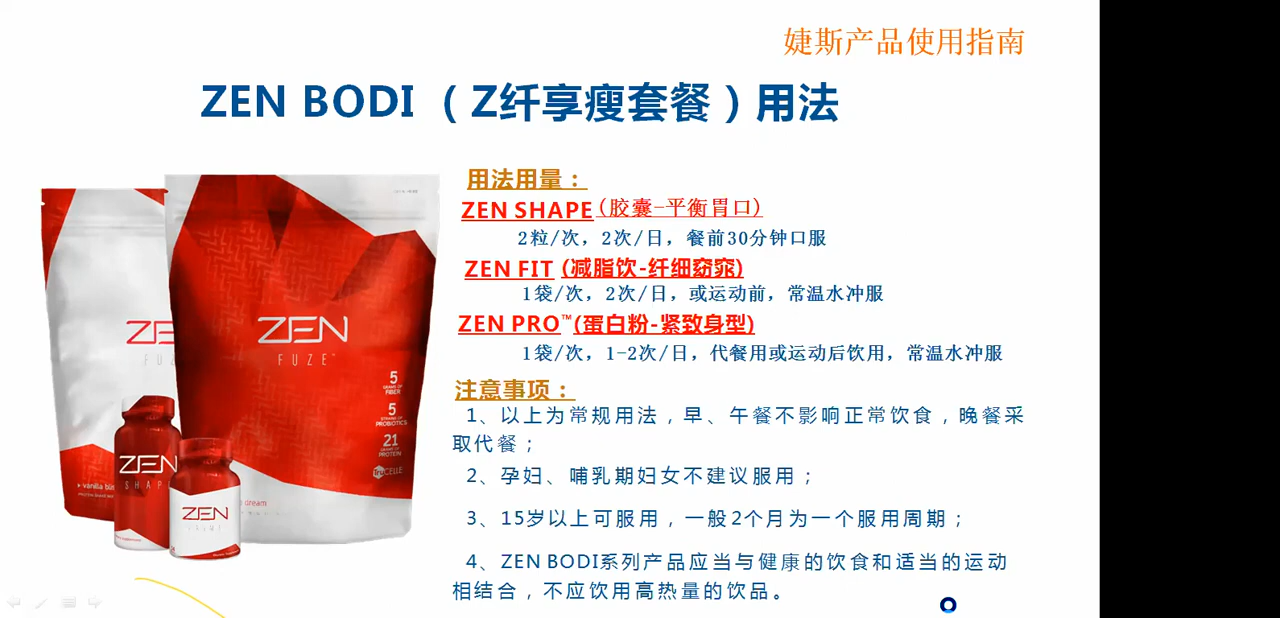 婕斯产品使用指南
ZEN BODI （Z纤享瘦套餐）用法
用法用量：
ZEN SHAPE(胶囊-平衡胃口)
2粒/次，2次/日，餐前30分钟口服
ZEN FIT (减脂饮-纤细窈窕)
1袋/次，2次/日，或运动前，常温水冲服
ZEN PRO™(蛋白粉-紧致身型)
1袋/次，1-2次/日，代餐用或运动后饮用，常温水冲服
注意事项：
1、以上为常规用法，早、午餐不影响正常饮食，晚餐采
取代餐；
2、孕妇、哺乳期妇女不建议服用；
3、15岁以上可服用，一般2个月为一个服用周期；
4、ZEN BODI系列产品应当与健康的饮食和适当的运动
相结合，不应饮用高热量的饮品。
ZEN
FUZE™
5
GRAMS OF
FIBER
5
STRAINS OF
PROBIOTICS
21
GRAMS OF
PROTEIN
TruCELLE
dream
ZE
FU
vanilla blis
ZEN
SHAP
ZEN